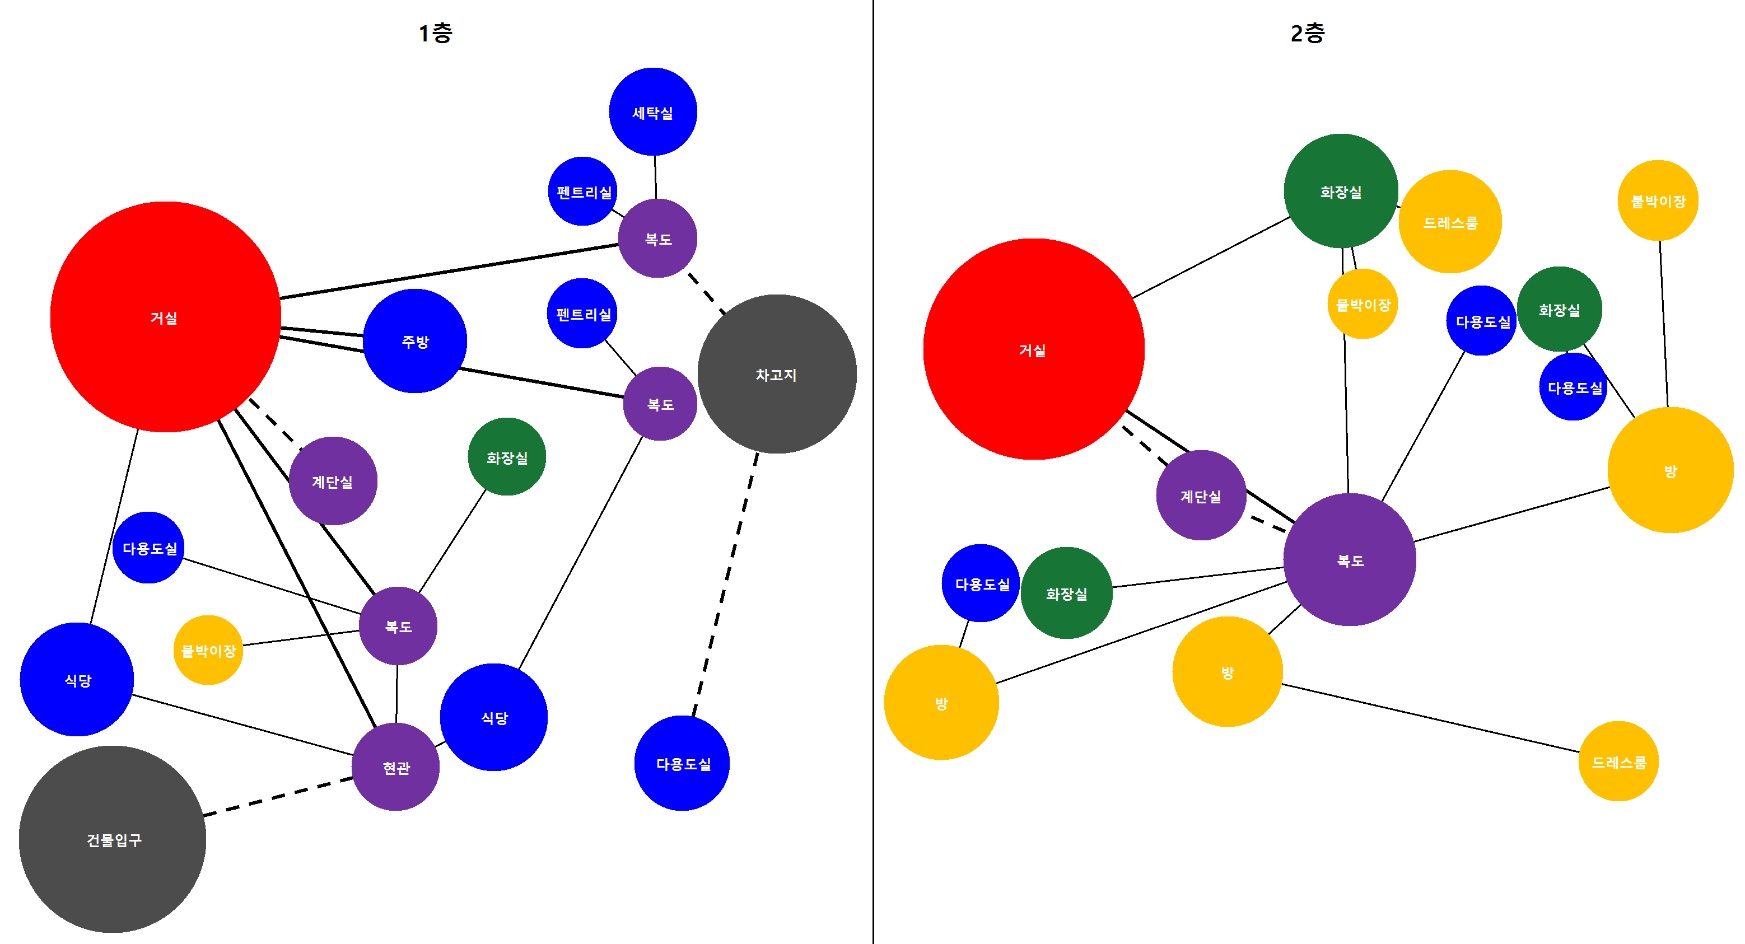 1층
세탁실
펜트리실
복도
거실
펜트리실
주방
차고지
복도
화장실
계단실
다용도실
복도
붙박이장
식당
식당
현관
다용도실
건물입구
2층
화장실
붙박이장
드레스룸
붙박이장
화장실
다용도실
거실
다용도실
방
계단실
복도
다용도실
화장실
방
방
드레스룸